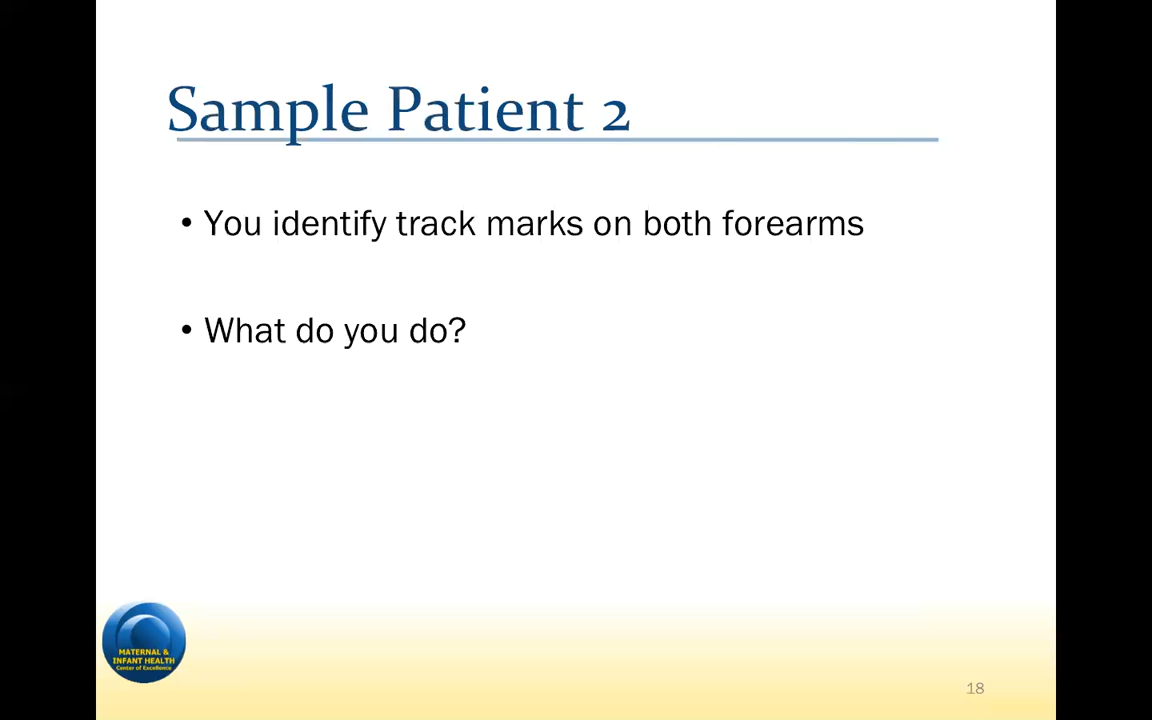 Sample Patient 2
• You identify track marks on both forearms
• What do you do?
MATERNAL &
INFANT HEALTH
Center of Excellence
18